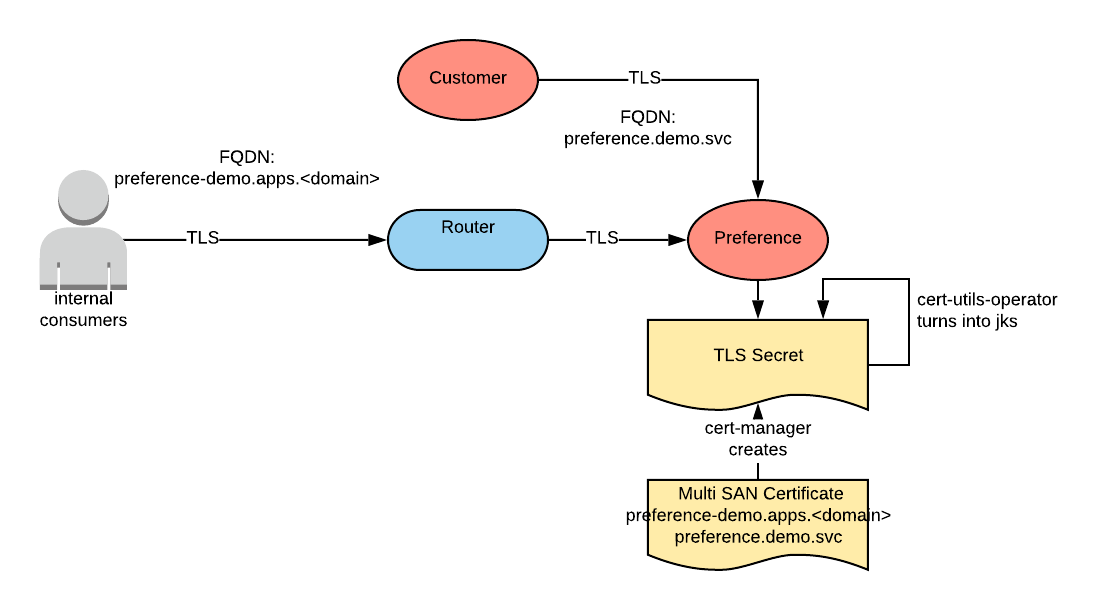 Customer
TLS
FQDN:
preference.demo.svc
FQDN:
preference-demo.apps.<domain>
TLS
Router
TLS
Preference
internal
consumers
cert-utils-operator
turns into jks
TLS Secret
cert-manager
creates
Multi SAN Certificate
preference-demo.apps.<domain>
preference.demo.svc